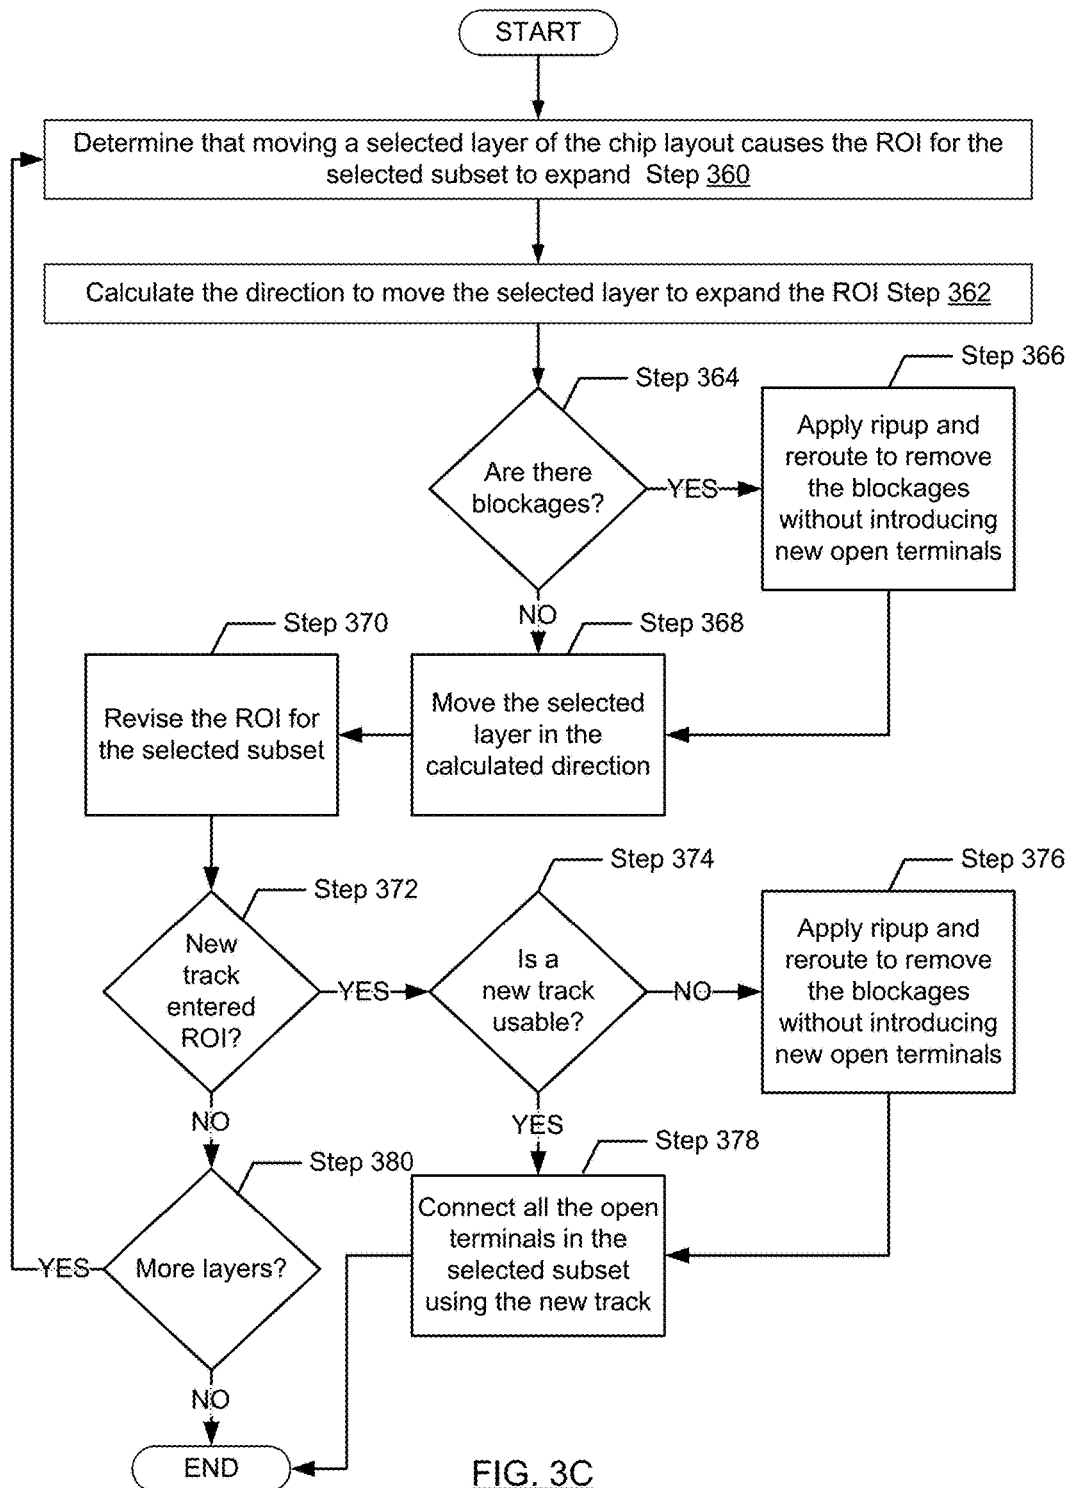 START
Determine that moving a selected layer of the chip layout causes the ROI for the
selected subset to expand Step 360
Calculate the direction to move the selected layer to expand the ROI Step 362
Step 364
Are there
blockages?
YES
Step 366
Apply ripup and
reroute to remove
the blockages
without introducing
new open terminals
NO
Step 368
Move the selected
layer in the
calculated direction
Step 370
Revise the ROI for
the selected subset
Step 372
New
track
entered
ROI?
YES
Step 374
Is a
new track
usable?
NO
Step 376
Apply ripup and
reroute to remove
the blockages
without introducing
new open terminals
YES
Step 378
Connect all the open
terminals in the
selected subset
using the new track
NO
Step 380
More layers?
YES
NO
END
FIG. 3C